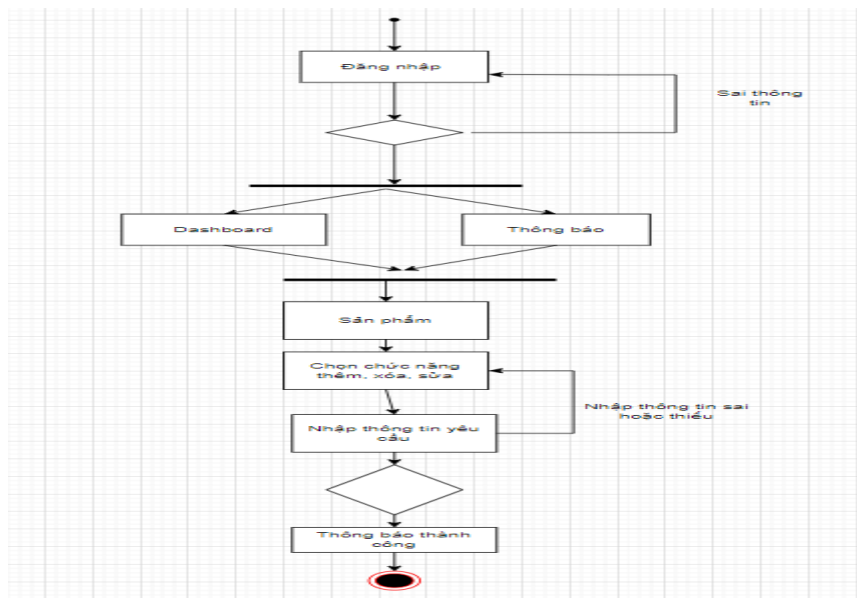 Đăng nhập
Sai thông
tin
Dashboard
Thông báo
Sản phẩm
Chọn chức năng
thêm, xóa, sửa
Nhập thông tin sai
hoặc thiếu
Nhập thông tin yêu
cầu
Thông báo thành
công